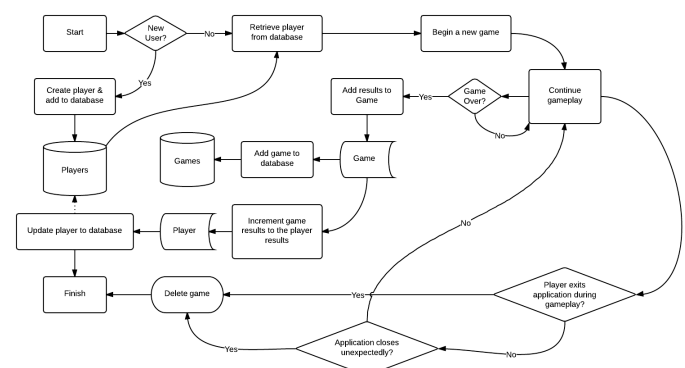 Start
New
User?
No
Retrieve player
from database
Begin a new game
Yes
Create player &
add to database
Add results to
Game
Yes
Game
Over?
Continue
gameplay
No
Players
Games
Add game to
database
Game
Update player to database
Player
Increment game
results to the player
results
No
Finish
Delete game
Yes
Player exits
application during
gameplay?
Yes
Application closes
unexpectedly?
No